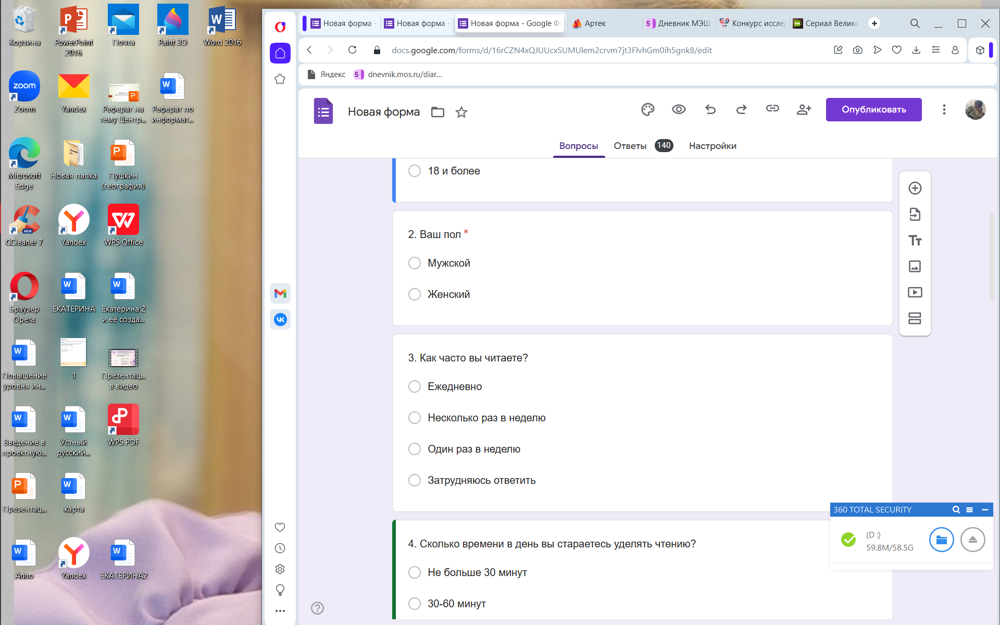 Корзина
PowerPoint 2016
Почта
Paint 3D
Word 2016
Zoom
Yandex
Реферат на тему Центр...
Реферат по информат...
Microsoft Edge
Новая папка
Пушкин (география)
CCleaner 7
Yandex
WPS Office
Браузер Opera
ЕКАТЕРИНА
Екатерина 2 и её созда...
Повышение уровня ин...
1
Презентац... в видео
Введение в проектную...
Устный русский...
WPS PDF
Презентац...
карта
Anno
Yandex
ЕКАТЕРИНА2
Новая форма -
Новая форма -
Новая форма - Google Ф
Артек
Дневник МЭШ
Конкурс исслед
Сериал Велико
docs.google.com/forms/d/16rCZN4xQJUUcxSUMUlem2crvm7jt3FlvhGm0ih5gnk8/edit
Яндекс
5
dnevnik.mos.ru/diar...
Новая форма
Опубликовать
Вопросы
Ответы 140
Настройки
18 и более
2. Ваш пол *
Мужской
Женский
3. Как часто вы читаете?
Ежедневно
Несколько раз в неделю
Один раз в неделю
Затрудняюсь ответить
4. Сколько времени в день вы стараетесь уделять чтению?
Не больше 30 минут
30-60 минут
360 TOTAL SECURITY
(D :)
59.8M/58.5G